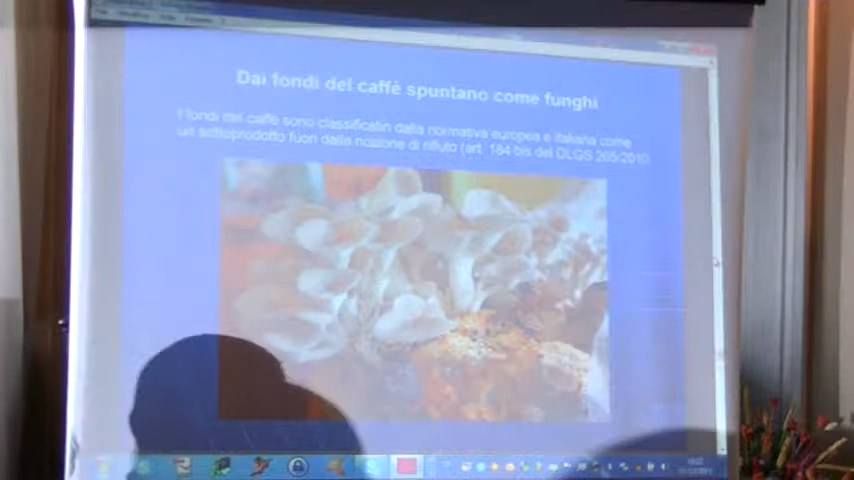 Dai fondi del caffè spuntano come funghi
I fondi del caffè sono classificatin dalla normativa europea e italiana come
un sottoprodotto fuori dalla nozione di rifiuto (art. 184 bis del DLGS 205/2010